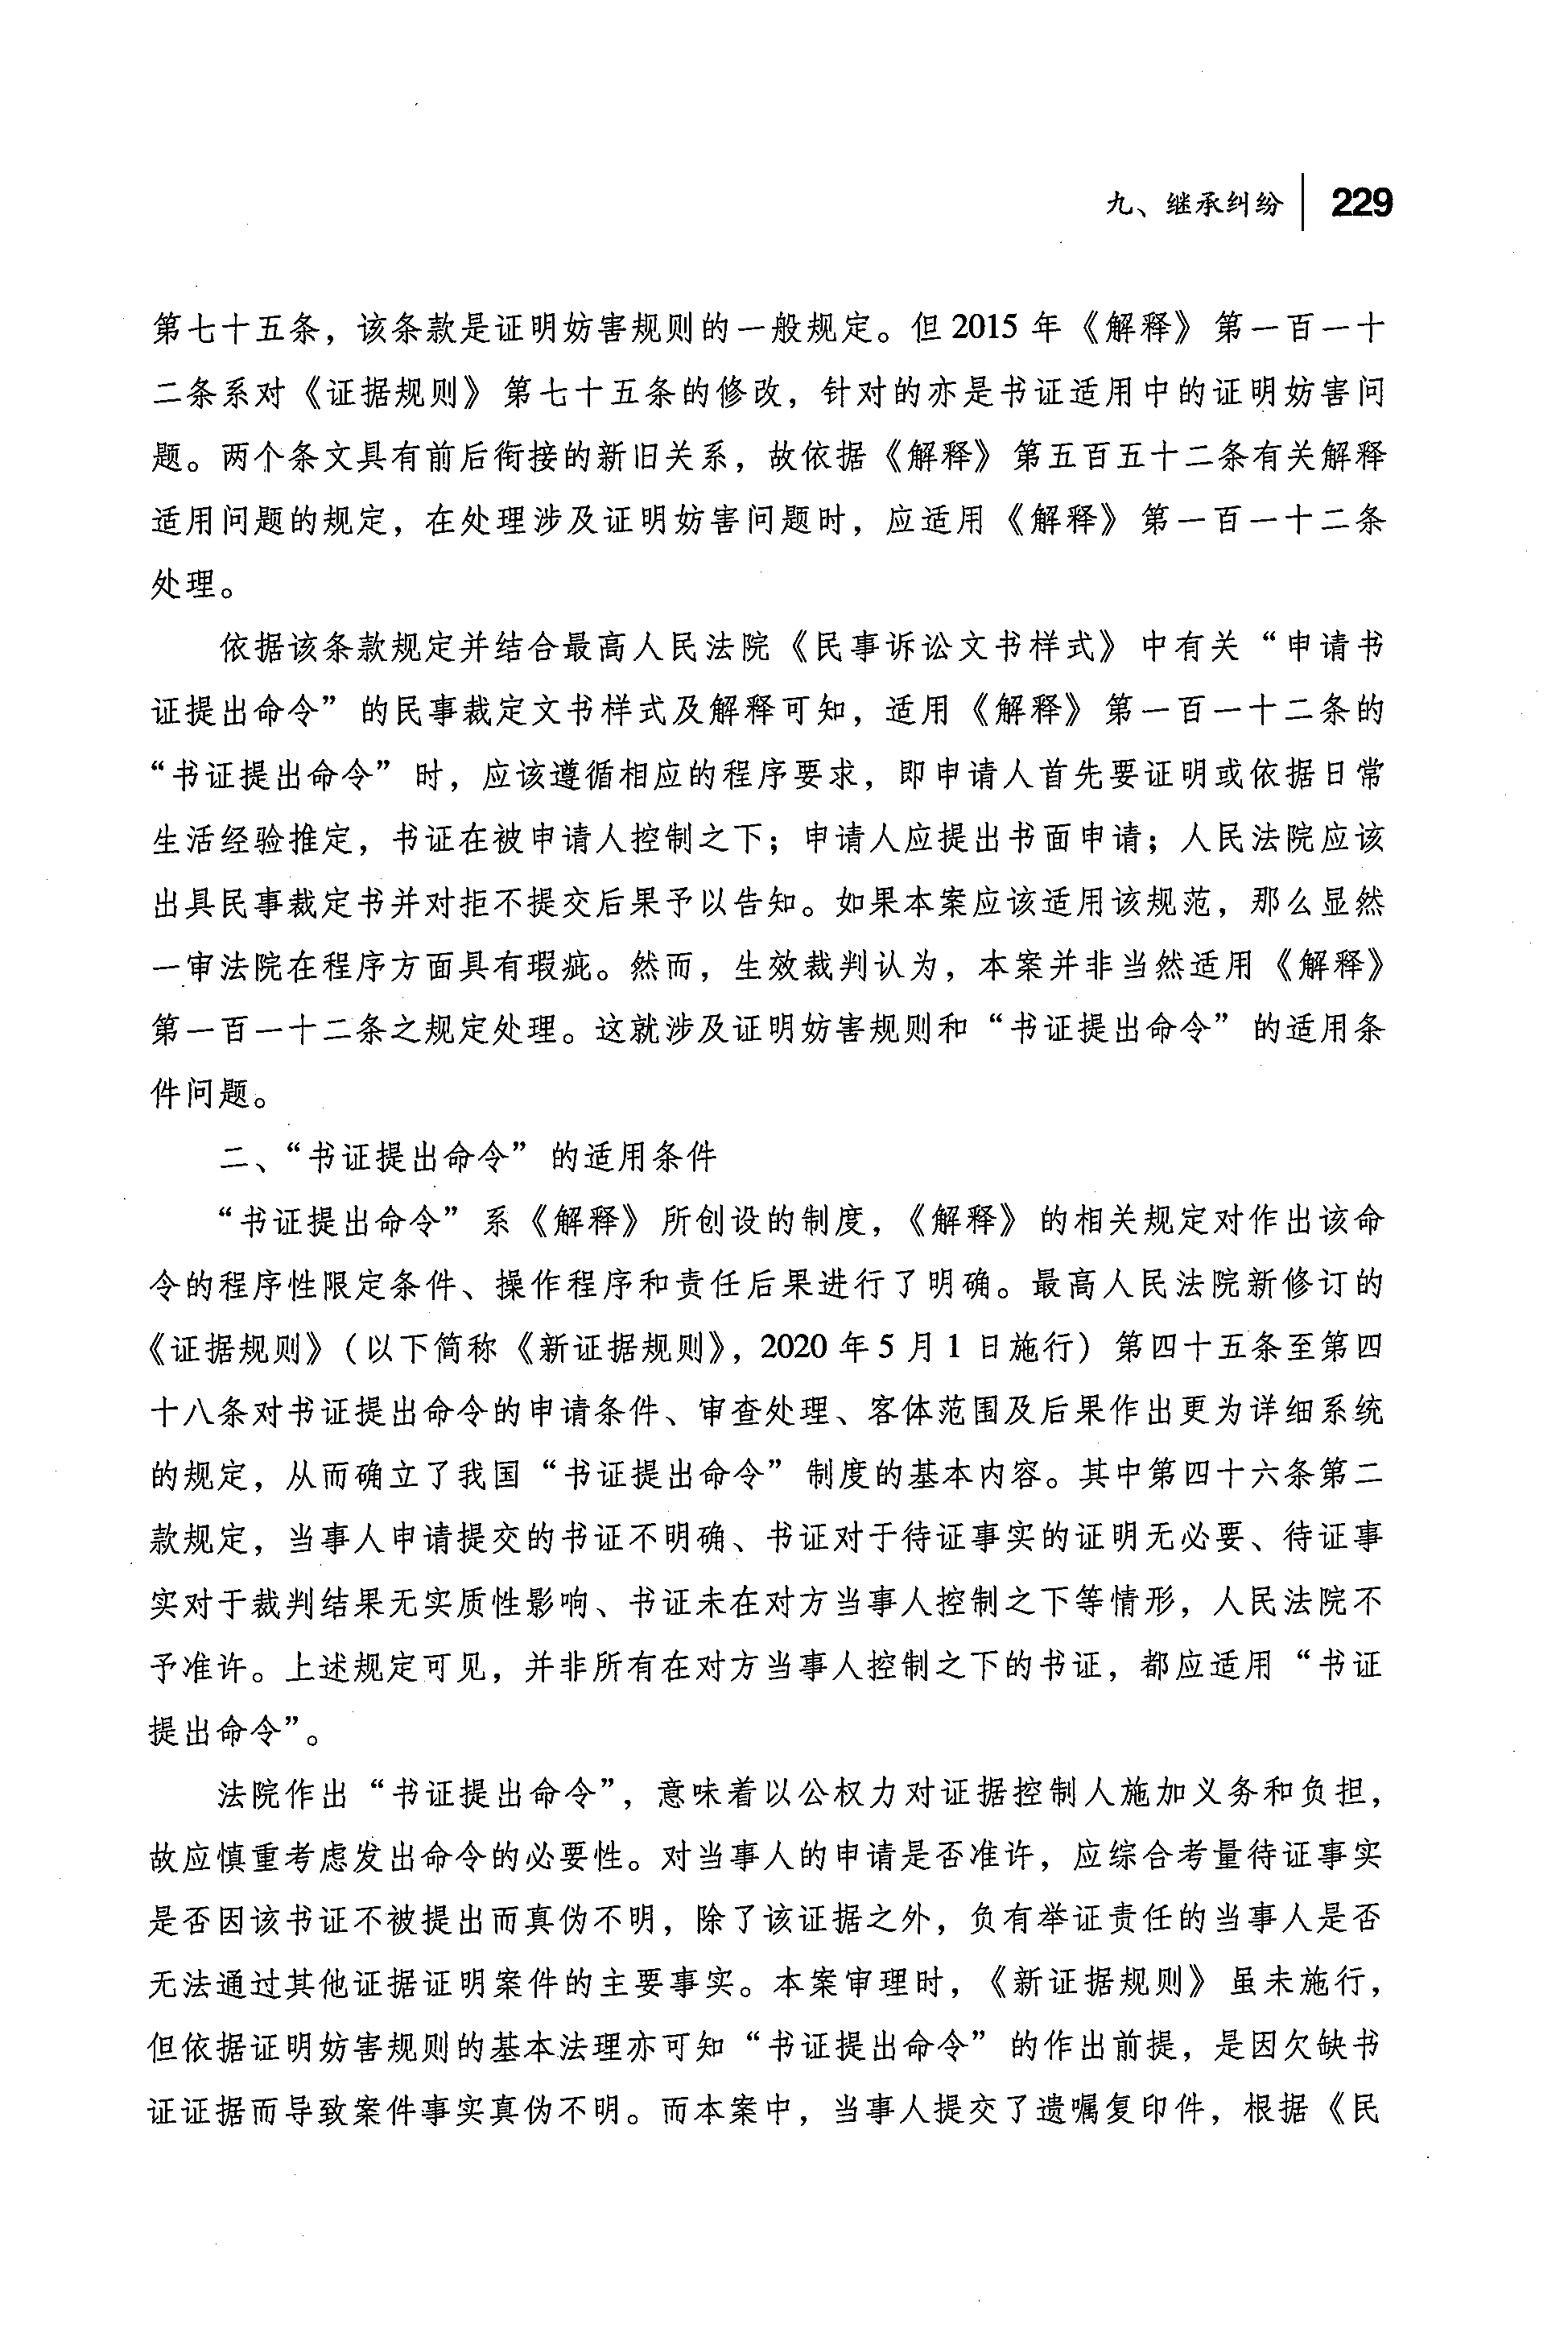 九、继承纠纷 229
第七十五条，该条款是证明妨害规则的一般规定。但 2015 年《解释》第一百一十
二条系对《证据规则》第七十五条的修改，针对的亦是书证适用中的证明妨害问
题。两个条文具有前后衔接的新旧关系，故依据《解释》第五百五十二条有关解释
适用问题的规定，在处理涉及证明妨害问题时，应适用《解释》第一百一十二条
处理。
依据该条款规定并结合最高人民法院《民事诉讼文书样式》中有关“申请书
证提出命令”的民事裁定文书样式及解释可知，适用《解释》第一百一十二条的
“书证提出命令”时，应该遵循相应的程序要求，即申请人首先要证明或依据日常
生活经验推定，书证在被申请人控制之下；申请人应提出书面申请；人民法院应该
出具民事裁定书并对拒不提交后果予以告知。如果本案应该适用该规范，那么显然
一审法院在程序方面具有瑕疵。然而，生效裁判认为，本案并非当然适用《解释》
第一百一十二条之规定处理。这就涉及证明妨害规则和“书证提出命令”的适用条
件问题。
二、“书证提出命令”的适用条件
“书证提出命令”系《解释》所创设的制度，《解释》的相关规定对作出该命
令的程序性限定条件、操作程序和责任后果进行了明确。最高人民法院新修订的
《证据规则》（以下简称《新证据规则》，2020 年 5 月 1 日施行）第四十五条至第四
十八条对书证提出命令的申请条件、审查处理、客体范围及后果作出更为详细系统
的规定，从而确立了我国“书证提出命令”制度的基本内容。其中第四十六条第二
款规定，当事人申请提交的书证不明确、书证对于待证事实的证明无必要、待证事
实对于裁判结果无实质性影响、书证未在对方当事人控制之下等情形，人民法院不
予准许。上述规定可见，并非所有在对方当事人控制之下的书证，都应适用“书证
提出命令”。
法院作出“书证提出命令”，意味着以公权力对证据控制人施加义务和负担，
故应慎重考虑发出命令的必要性。对当事人的申请是否准许，应综合考量待证事实
是否因该书证不被提出而真伪不明，除了该证据之外，负有举证责任的当事人是否
无法通过其他证据证明案件的主要事实。本案审理时，《新证据规则》虽未施行，
但依据证明妨害规则的基本法理亦可知“书证提出命令”的作出前提，是因欠缺书
证证据而导致案件事实真伪不明。而本案中，当事人提交了遗嘱复印件，根据《民